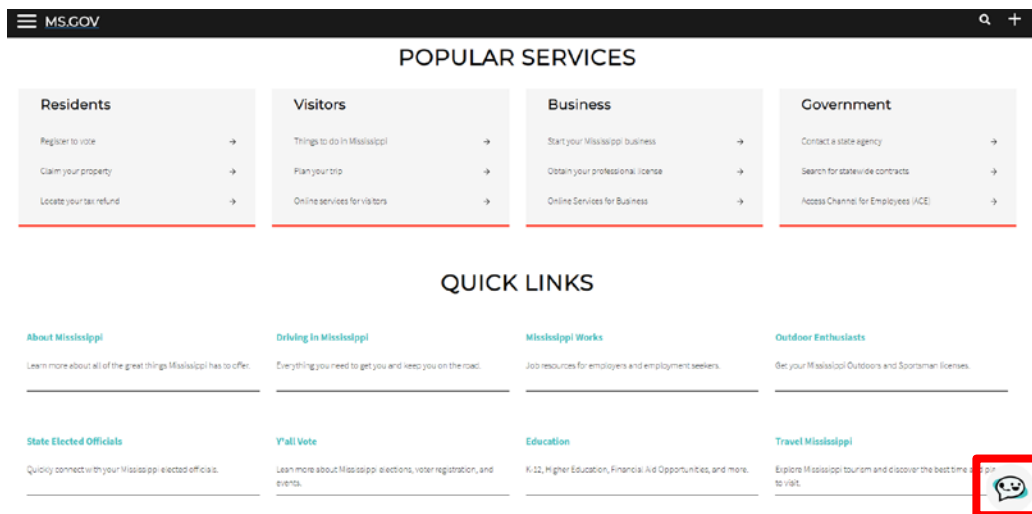 MS.GOV
POPULAR SERVICES
Residents
Register to vote
Claim your property
Locate your tax refund
Visitors
Things to do in Mississippi
Plan your trip
Online services for visitors
Business
Start your Mississippi business
Obtain your professional license
Online Services for Business
Government
Contact a state agency
Search for statewide contracts
Access Channel for Employees (ACE)
QUICK LINKS
About Mississippi
Learn more about all of the great things Mississippi has to offer.
Driving in Mississippi
Everything you need to get you and keep you on the road.
Mississippi Works
Job resources for employers and employment seekers.
Outdoor Enthusiasts
Get your Mississippi Outdoors and Sportsman licenses.
State Elected Officials
Quickly connect with your Mississippi elected officials.
Y'all Vote
Learn more about Mississippi elections, voter registration, and
events.
Education
K-12, Higher Education, Financial Aid Opportunities, and more.
Travel Mississippi
Explore Mississippi tourism and discover the best time
to visit.